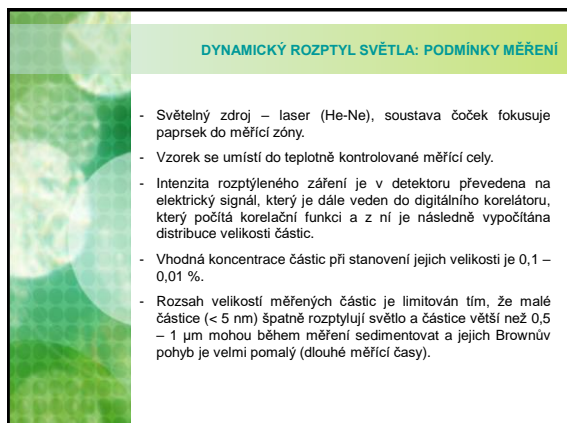 DYNAMICKÝ ROZPTYL SVĚTLA: PODMÍNKY MĚŘENÍ
- Světelný zdroj – laser (He-Ne), soustava čoček fokusuje
paprsek do měřící zóny.
- Vzorek se umístí do teplotně kontrolované měřící cely.
- Intenzita rozptýleného záření je v detektoru převedena na
elektrický signál, který je dále veden do digitálního korelátoru,
který počítá korelační funkci a z ní je následně vypočítána
distribuce velikosti částic.
- Vhodná koncentrace částic při stanovení jejich velikosti je 0,1 –
0,01 %.
- Rozsah velikostí měřených částic je limitován tím, že malé
částice (< 5 nm) špatně rozptylují světlo a částice větší než 0,5
– 1 μm mohou během měření sedimentovat a jejich Brownův
pohyb je velmi pomalý (dlouhé měřící časy).